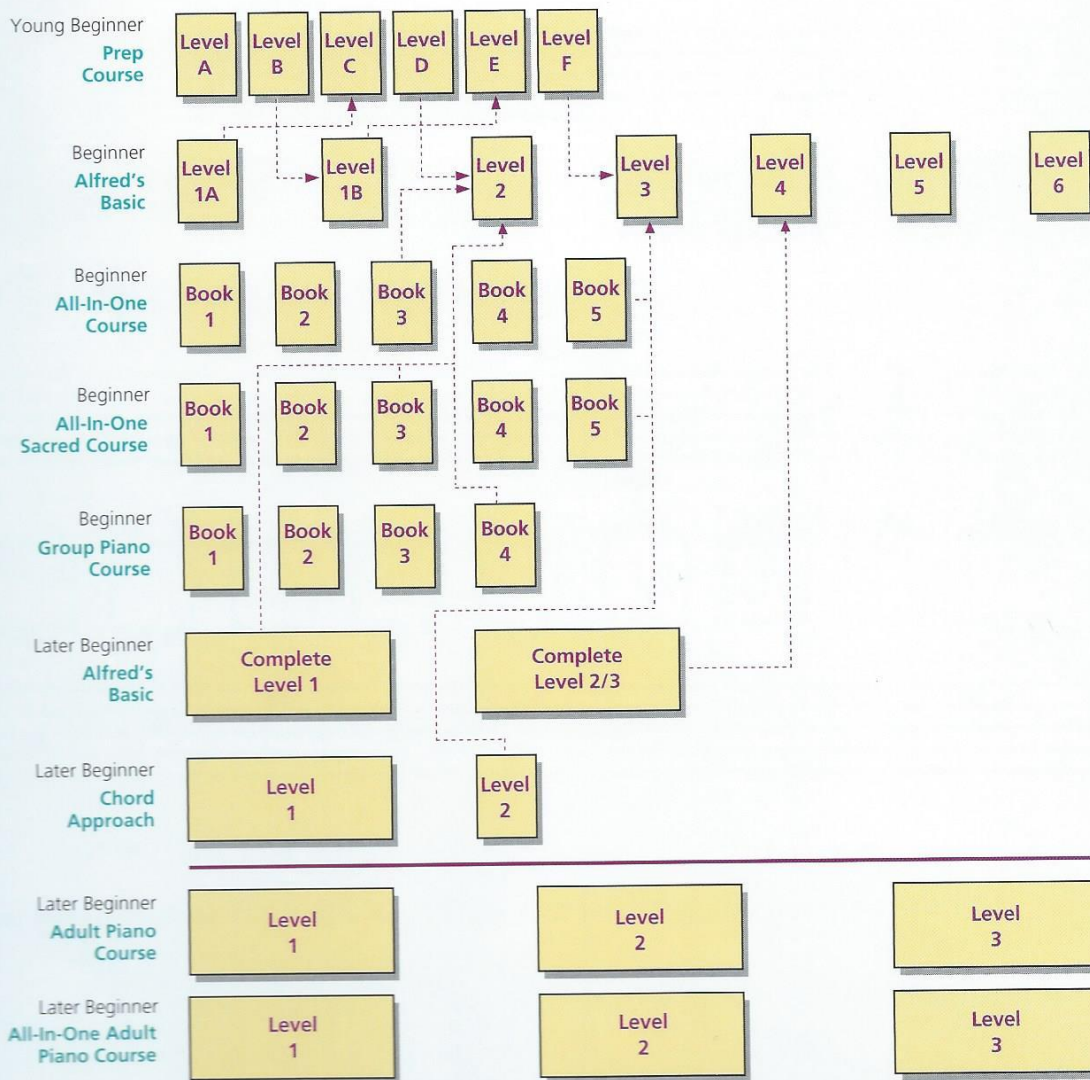 Young Beginner
Prep
Course
Level
A
Level
B
Level
C
Level
D
Level
E
Level
F
Beginner
Alfred's
Basic
Level
1A
Level
1B
Level
2
Level
3
Level
4
Level
5
Level
6
Beginner
All-In-One
Course
Book
1
Book
2
Book
3
Book
4
Book
5
Beginner
All-In-One
Sacred Course
Book
1
Book
2
Book
3
Book
4
Book
5
Beginner
Group Piano
Course
Book
1
Book
2
Book
3
Book
4
Later Beginner
Alfred's
Basic
Complete
Level 1
Complete
Level 2/3
Later Beginner
Chord
Approach
Level
1
Level
2
Later Beginner
Adult Piano
Course
Level
1
Level
2
Level
3
Later Beginner
All-In-One Adult
Piano Course
Level
1
Level
2
Level
3